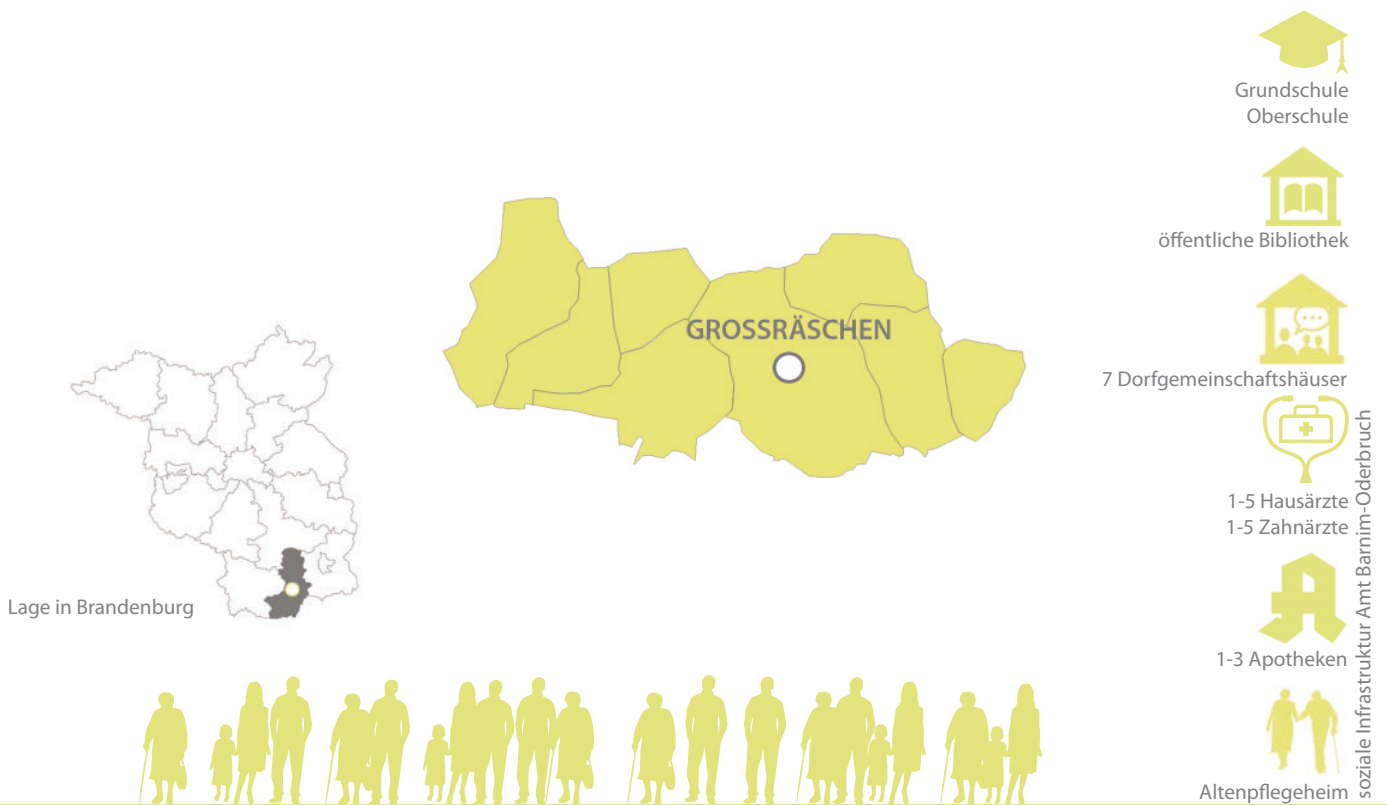 Grundschule
Oberschule
öffentliche Bibliothek
GROSSRÄSCHEN
7 Dorfgemeinschaftshäuser
1-5 Hausärzte
1-5 Zahnärzte
Lage in Brandenburg
1-3 Apotheken
Altenpflegeheim
soziale Infrastruktur Amt Barnim-Oderbruch